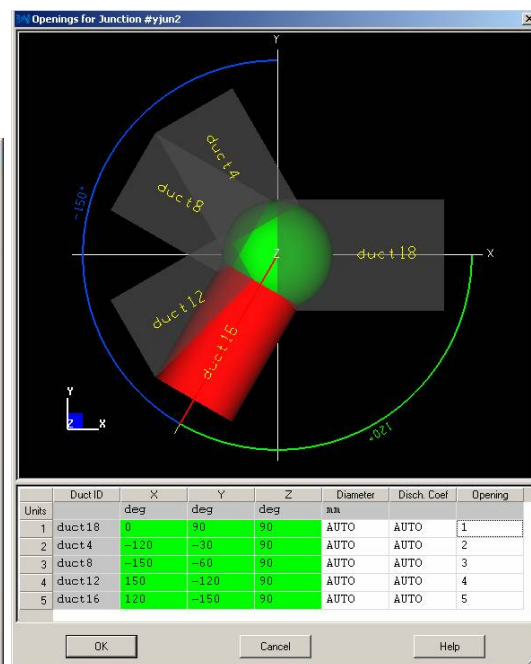 Openings for Junction #yjun2
Y
duct4
-150°
duct8
Z
duct18
X
duct12
duct16
120°
Y
Z X
Duct ID X Y Z Diameter Disch. Coef Opening
Units deg deg deg mm
1 duct18 0 90 90 AUTO AUTO 1
2 duct4 -120 -30 90 AUTO AUTO 2
3 duct8 -150 -60 90 AUTO AUTO 3
4 duct12 150 -120 90 AUTO AUTO 4
5 duct16 120 -150 90 AUTO AUTO 5
OK Cancel Help